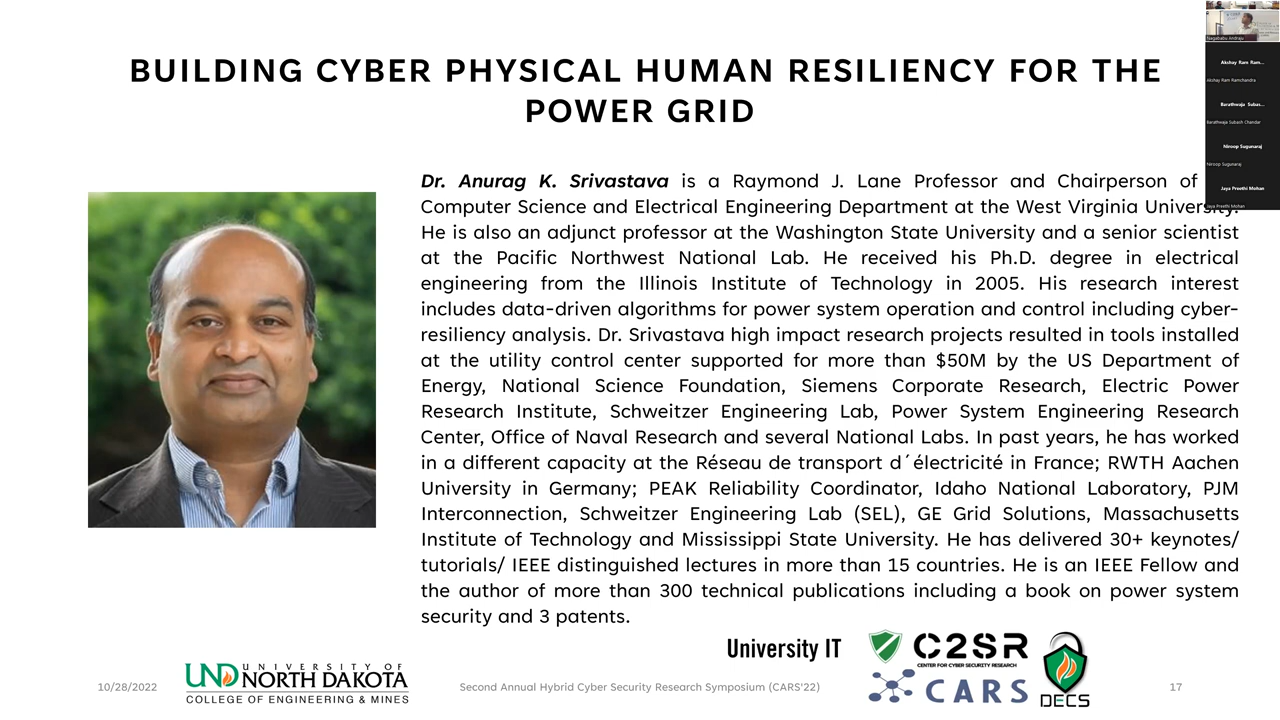 BUILDING CYBER PHYSICAL HUMAN RESILIENCY FOR THE
POWER GRID
Dr. Anurag K. Srivastava is a Raymond J. Lane Professor and Chairperson of
Computer Science and Electrical Engineering Department at the West Virginia University.
He is also an adjunct professor at the Washington State University and a senior scientist
at the Pacific Northwest National Lab. He received his Ph.D. degree in electrical
engineering from the Illinois Institute of Technology in 2005. His research interest
includes data-driven algorithms for power system operation and control including cyber-
resiliency analysis. Dr. Srivastava high impact research projects resulted in tools installed
at the utility control center supported for more than $50M by the US Department of
Energy, National Science Foundation, Siemens Corporate Research, Electric Power
Research Institute, Schweitzer Engineering Lab, Power System Engineering Research
Center, Office of Naval Research and several National Labs. In past years, he has worked
in a different capacity at the Réseau de transport d´électricité in France; RWTH Aachen
University in Germany; PEAK Reliability Coordinator, Idaho National Laboratory, PJM
Interconnection, Schweitzer Engineering Lab (SEL), GE Grid Solutions, Massachusetts
Institute of Technology and Mississippi State University. He has delivered 30+ keynotes/
tutorials/ IEEE distinguished lectures in more than 15 countries. He is an IEEE Fellow and
the author of more than 300 technical publications including a book on power system
security and 3 patents.
Nagababu Andraju
Akshay Ram Ram...
Akshay Ram Ramchandra
Barathwaja Subas...
Barathwaja Subash Chandar
Niroop Sugunaraj
Niroop Sugunaraj
Jaya Preethi Mohan
Jaya Preethi Mohan
University IT
C2SR
CENTER FOR CYBER SECURITY RESEARCH
CARS
DECS
10/28/2022
UND UNIVERSITY OF
NORTH DAKOTA
COLLEGE OF ENGINEERING & MINES
Second Annual Hybrid Cyber Security Research Symposium (CARS'22)
17